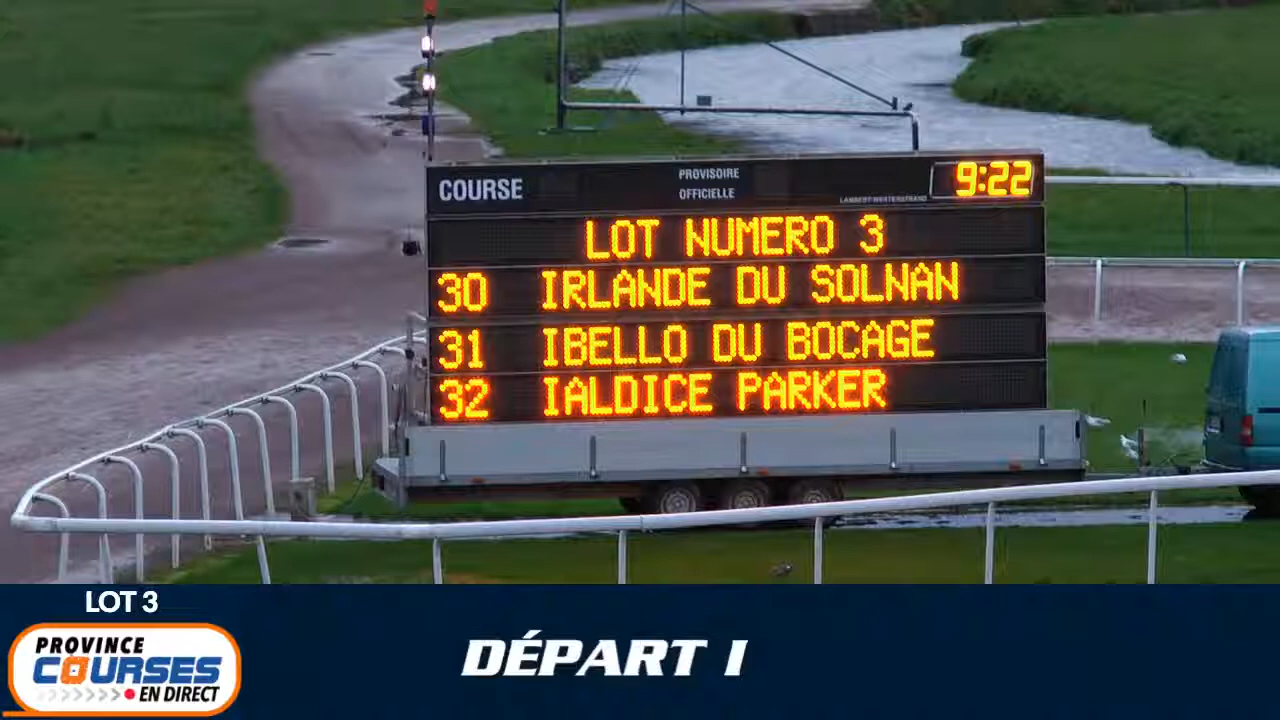 COURSE
PROVISOIRE
OFFICIELLE
9:22
LOT NUMERO 3
30 IRLANDE DU SOLNAN
31 IBELLO DU BOCAGE
32 IALDICE PARKER
LOT 3
PROVINCE
COURSES
EN DIRECT
DÉPART I